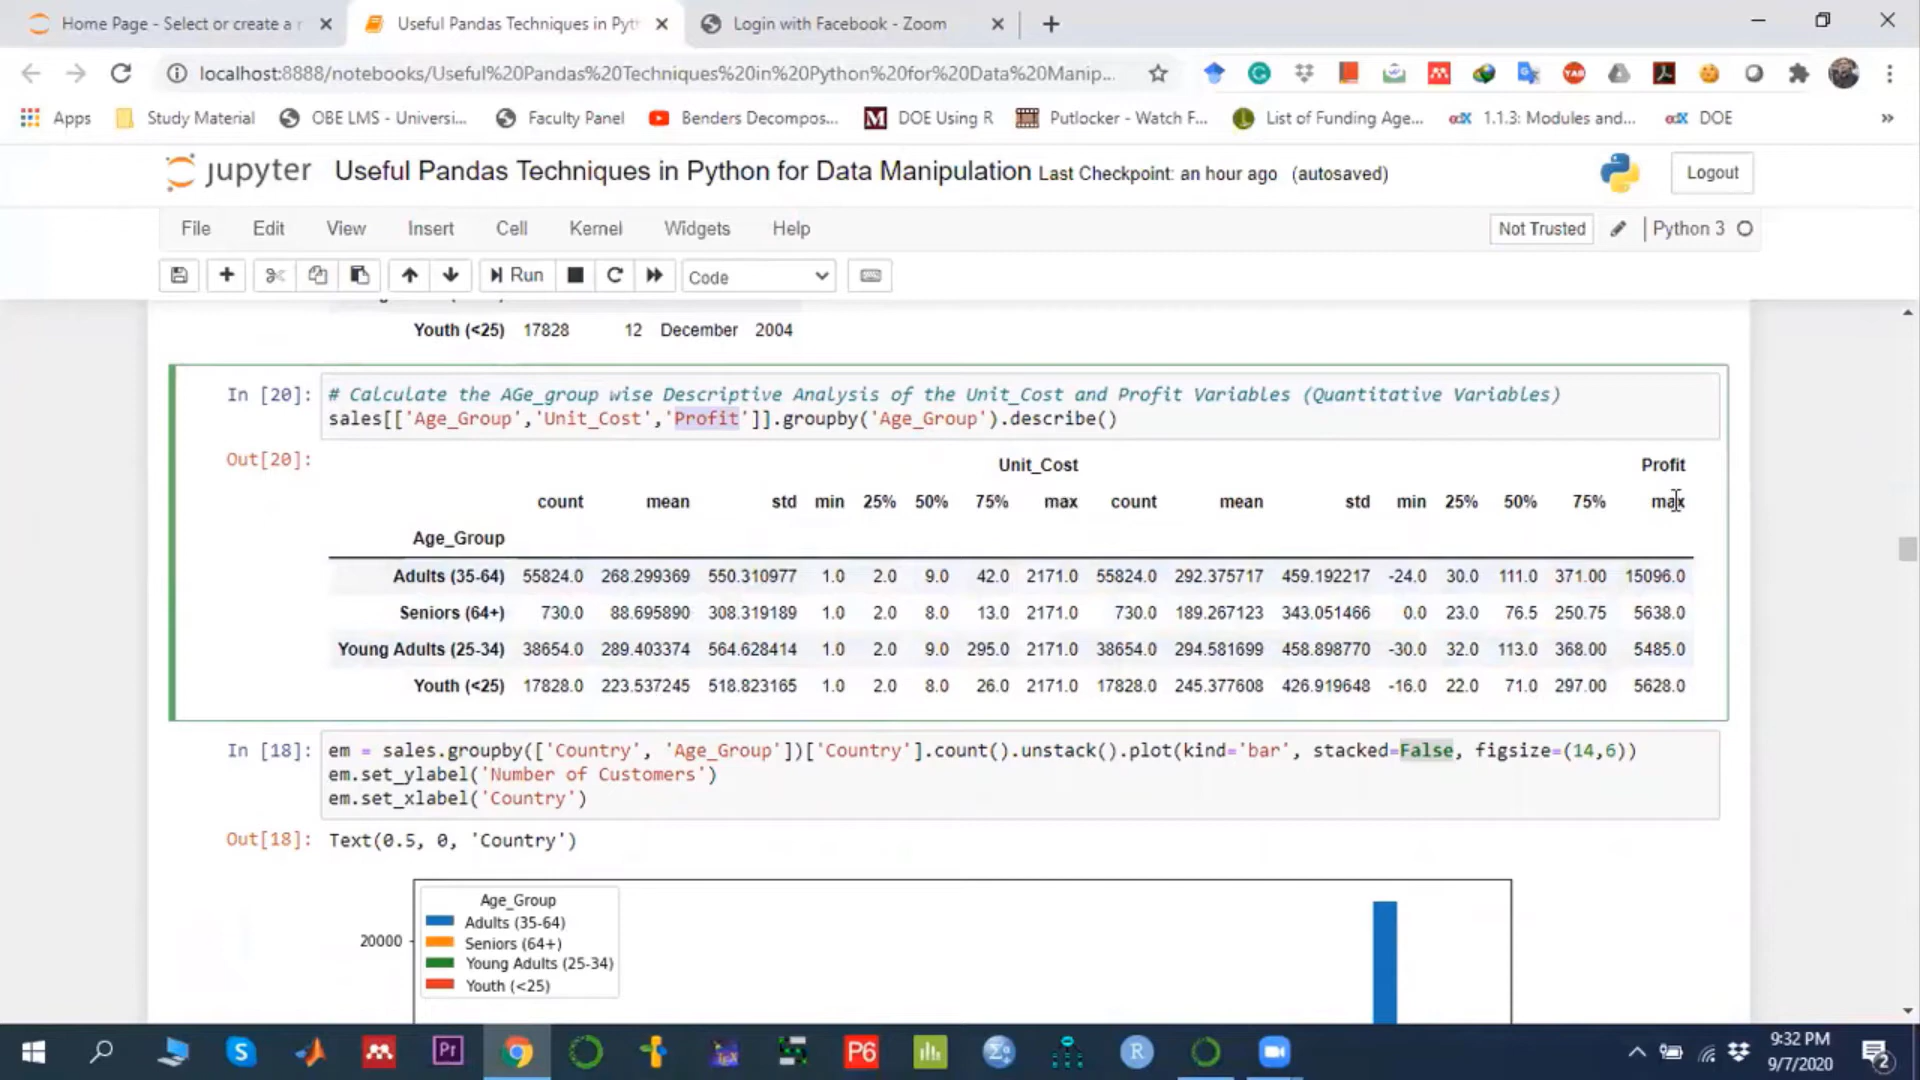 Home Page - Select or create a n
Useful Pandas Techniques in Pyth
Login with Facebook - Zoom
localhost:8888/notebooks/Useful%20Pandas%20Techniques%20in%20Python%20for%20Data%20Manip...
Apps Study Material OBE LMS - Universi... Faculty Panel Benders Decompos... DOE Using R Putlocker - Watch F... List of Funding Age... 1.1.3: Modules and... DOE »
jupyter Useful Pandas Techniques in Python for Data Manipulation Last Checkpoint: an hour ago (autosaved) Logout
File Edit View Insert Cell Kernel Widgets Help Not Trusted Python 3
Run Code
Youth (<25) 17828 12 December 2004
In [20]: # Calculate the AGe_group wise Descriptive Analysis of the Unit_Cost and Profit Variables (Quantitative Variables)
sales[['Age_Group','Unit_Cost','Profit']].groupby('Age_Group').describe()
Out[20]: Unit_Cost Profit
count mean std min 25% 50% 75% max count mean std min 25% 50% 75% max
Age_Group
Adults (35-64) 55824.0 268.299369 550.310977 1.0 2.0 9.0 42.0 2171.0 55824.0 292.375717 459.192217 -24.0 30.0 111.0 371.00 15096.0
Seniors (64+) 730.0 88.695890 308.319189 1.0 2.0 8.0 13.0 2171.0 730.0 189.267123 343.051466 0.0 23.0 76.5 250.75 5638.0
Young Adults (25-34) 38654.0 289.403374 564.628414 1.0 2.0 9.0 295.0 2171.0 38654.0 294.581699 458.898770 -30.0 32.0 113.0 368.00 5485.0
Youth (<25) 17828.0 223.537245 518.823165 1.0 2.0 8.0 26.0 2171.0 17828.0 245.377608 426.919648 -16.0 22.0 71.0 297.00 5628.0
In [18]: em = sales.groupby(['Country', 'Age_Group'])['Country'].count().unstack().plot(kind='bar', stacked=False, figsize=(14,6))
em.set_ylabel('Number of Customers')
em.set_xlabel('Country')
Out[18]: Text(0.5, 0, 'Country')
Age_Group
Adults (35-64)
Seniors (64+)
Young Adults (25-34)
Youth (<25)
20000
9:32 PM
9/7/2020